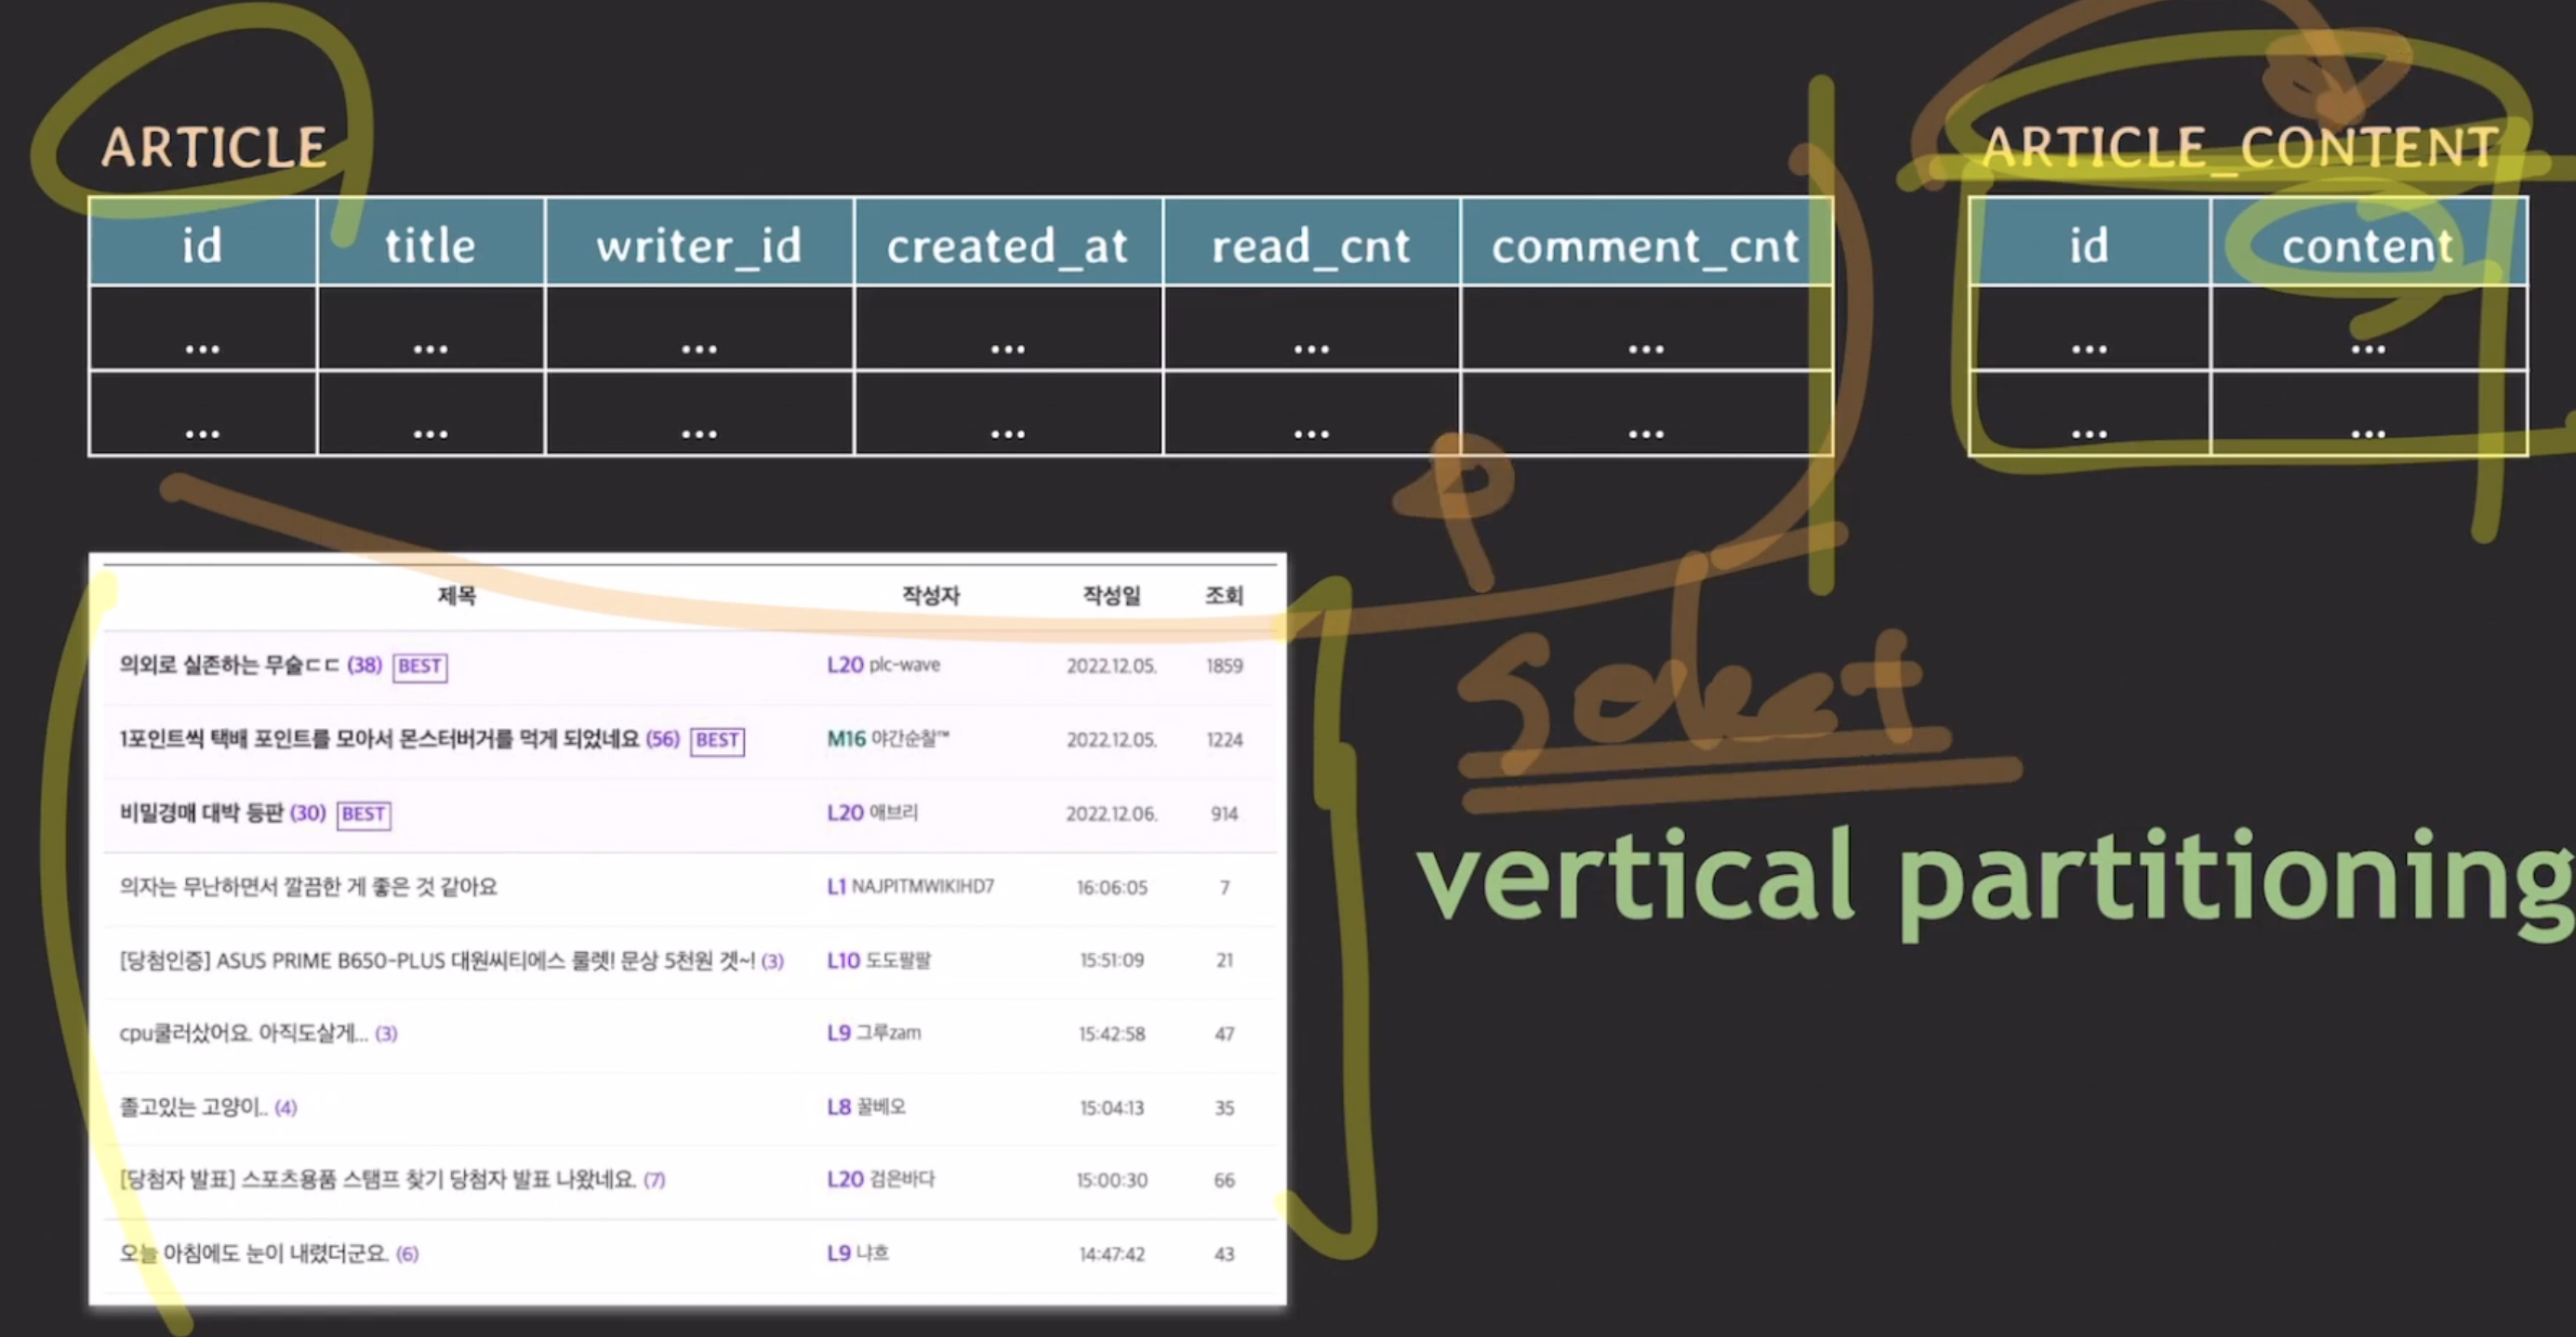 ARTICLE
id title writer_id created_at read_cnt comment_cnt
... ... ... ... ... ...
... ... ... ... ... ...
ARTICLE_CONTENT
id content
... ...
... ...
제목 작성자 작성일 조회
의외로 실존하는 무술ㄷㄷ (38) BEST L20 plc-wave 2022.12.05. 1859
1포인트씩 택배 포인트를 모아서 몬스터버거를 먹게 되었네요 (56) BEST M16 야간순찰™ 2022.12.05. 1224
비밀경매 대박 등판 (30) BEST L20 애브리 2022.12.06. 914
의자는 무난하면서 깔끔한 게 좋은 것 같아요 L1 NAJPITMWIKIHD7 16:06:05 7
[당첨인증] ASUS PRIME B650-PLUS 대원씨티에스 룰렛! 문상 5천원 겟~! (3) L10 도도팔팔 15:51:09 21
cpu쿨러샀어요. 아직도살게... (3) L9 그루zam 15:42:58 47
졸고있는 고양이.. (4) L8 꿀베오 15:04:13 35
[당첨자 발표] 스포츠용품 스탬프 찾기 당첨자 발표 나왔네요. (7) L20 검은바다 15:00:30 66
오늘 아침에도 눈이 내렸더군요. (6) L9 냐흐 14:47:42 43
select
vertical partitioning